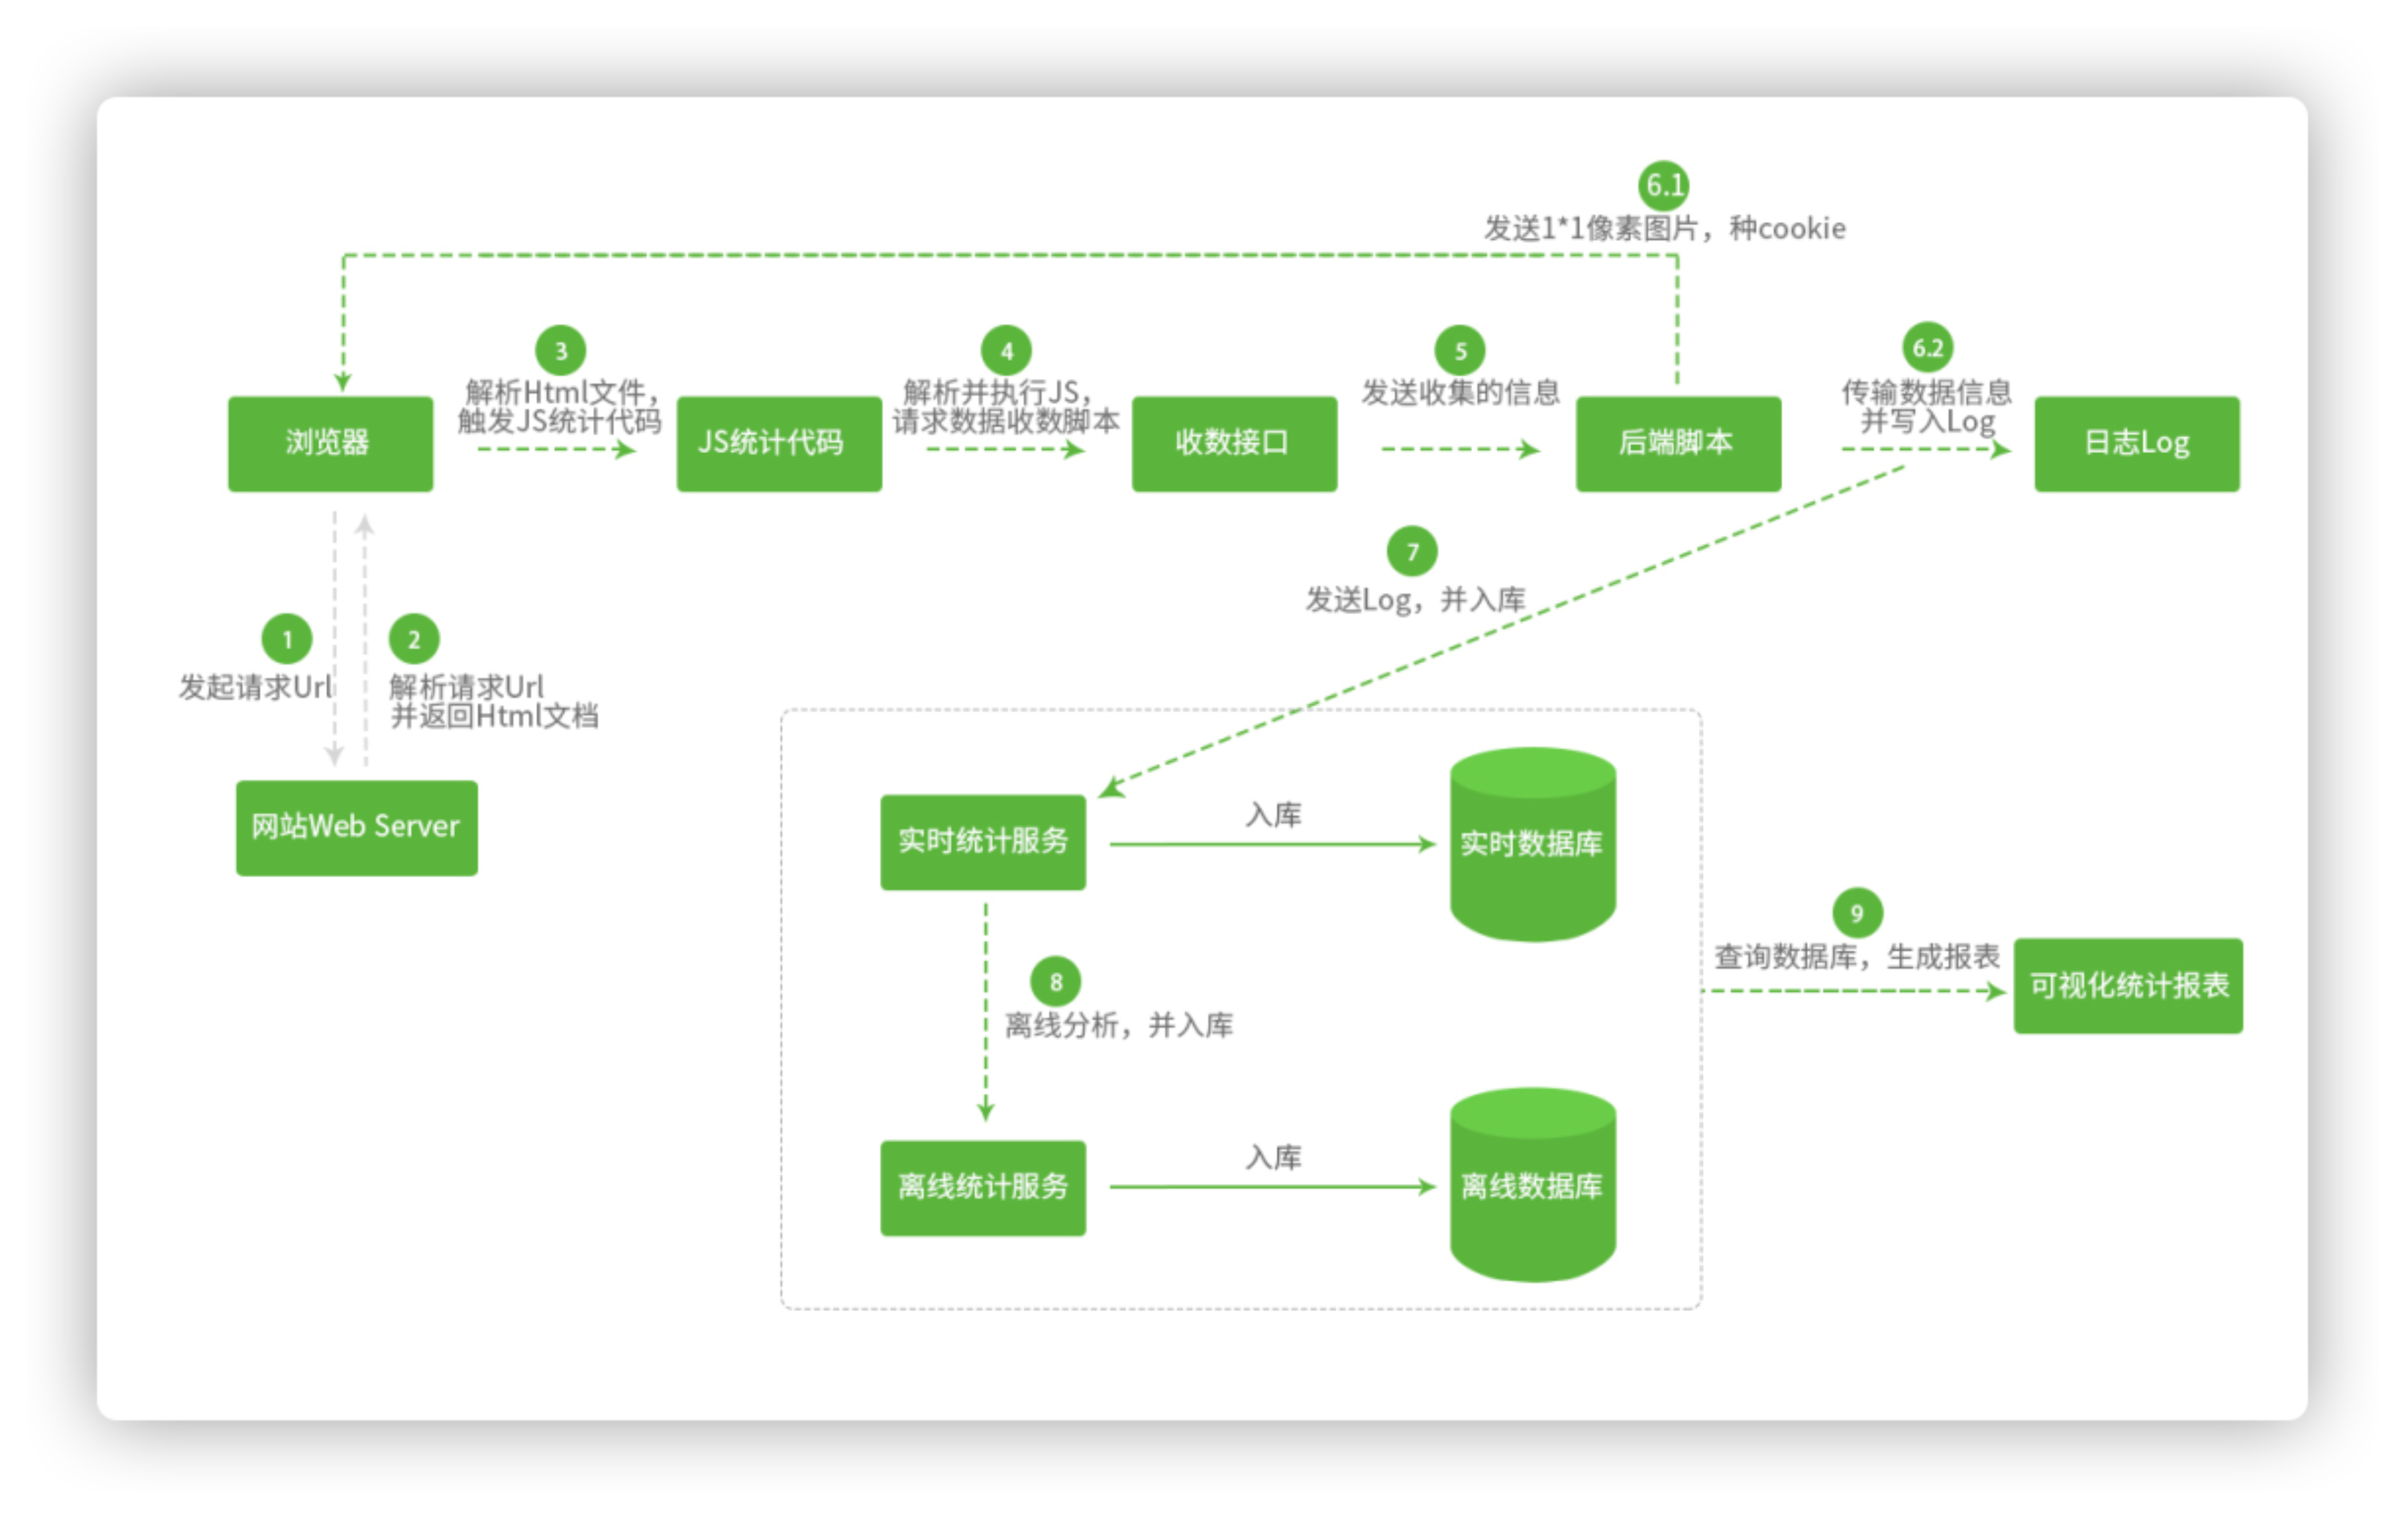 6.1
发送1*1像素图片，种cookie
3
解析Html文件，
触发JS统计代码
4
解析并执行JS，
请求数据收数脚本
5
发送收集的信息
6.2
传输数据信息
并写入Log
浏览器
JS统计代码
收数接口
后端脚本
日志Log
7
发送Log，并入库
1
发起请求Url
2
解析请求Url
并返回Html文档
网站Web Server
实时统计服务
入库
实时数据库
8
离线分析，并入库
9
查询数据库，生成报表
可视化统计报表
离线统计服务
入库
离线数据库